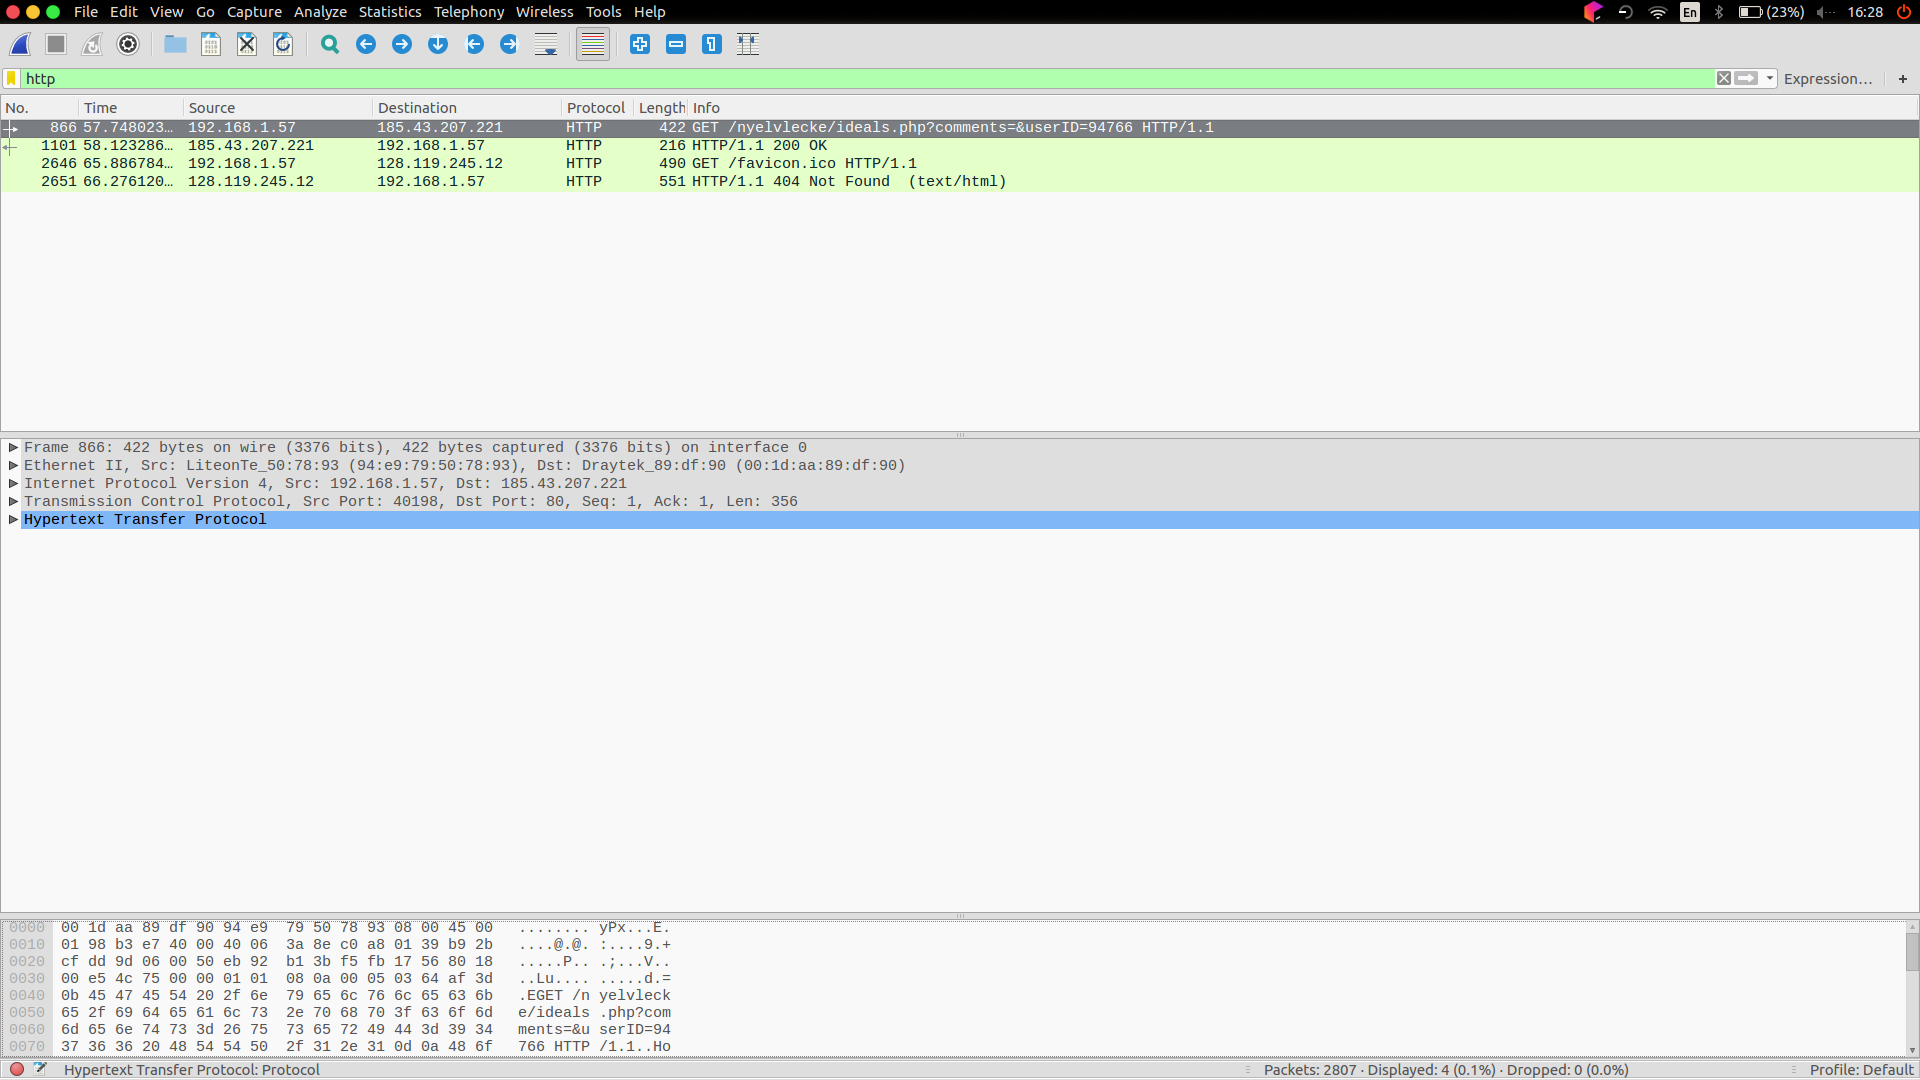 File Edit View Go Capture Analyze Statistics Telephony Wireless Tools Help En (23%) 16:28
http Expression… +
No. Time Source Destination Protocol Length Info
866 57.748023… 192.168.1.57 185.43.207.221 HTTP 422 GET /nyelvlecke/ideals.php?comments=&userID=94766 HTTP/1.1
1101 58.123286… 185.43.207.221 192.168.1.57 HTTP 216 HTTP/1.1 200 OK
2646 65.886784… 192.168.1.57 128.119.245.12 HTTP 490 GET /favicon.ico HTTP/1.1
2651 66.276120… 128.119.245.12 192.168.1.57 HTTP 551 HTTP/1.1 404 Not Found (text/html)
Frame 866: 422 bytes on wire (3376 bits), 422 bytes captured (3376 bits) on interface 0
Ethernet II, Src: LiteonTe_50:78:93 (94:e9:79:50:78:93), Dst: Draytek_89:df:90 (00:1d:aa:89:df:90)
Internet Protocol Version 4, Src: 192.168.1.57, Dst: 185.43.207.221
Transmission Control Protocol, Src Port: 40198, Dst Port: 80, Seq: 1, Ack: 1, Len: 356
Hypertext Transfer Protocol
0000 00 1d aa 89 df 90 94 e9 79 50 78 93 08 00 45 00 ........ yPx...E.
0010 01 98 b3 e7 40 00 40 06 3a 8e c0 a8 01 39 b9 2b ....@.@. :....9.+
0020 cf dd 9d 06 00 50 eb 92 b1 3b f5 fb 17 56 80 18 .....P.. .;...V..
0030 00 e5 4c 75 00 00 01 01 08 0a 00 05 03 64 af 3d ..Lu.... .....d.=
0040 0b 45 47 45 54 20 2f 6e 79 65 6c 76 6c 65 63 6b .EGET /n yelvleck
0050 65 2f 69 64 65 61 6c 73 2e 70 68 70 3f 63 6f 6d e/ideals .php?com
0060 6d 65 6e 74 73 3d 26 75 73 65 72 49 44 3d 39 34 ments=&u serID=94
0070 37 36 36 20 48 54 54 50 2f 31 2e 31 0d 0a 48 6f 766 HTTP /1.1..Ho
Hypertext Transfer Protocol: Protocol Packets: 2807 · Displayed: 4 (0.1%) · Dropped: 0 (0.0%) Profile: Default